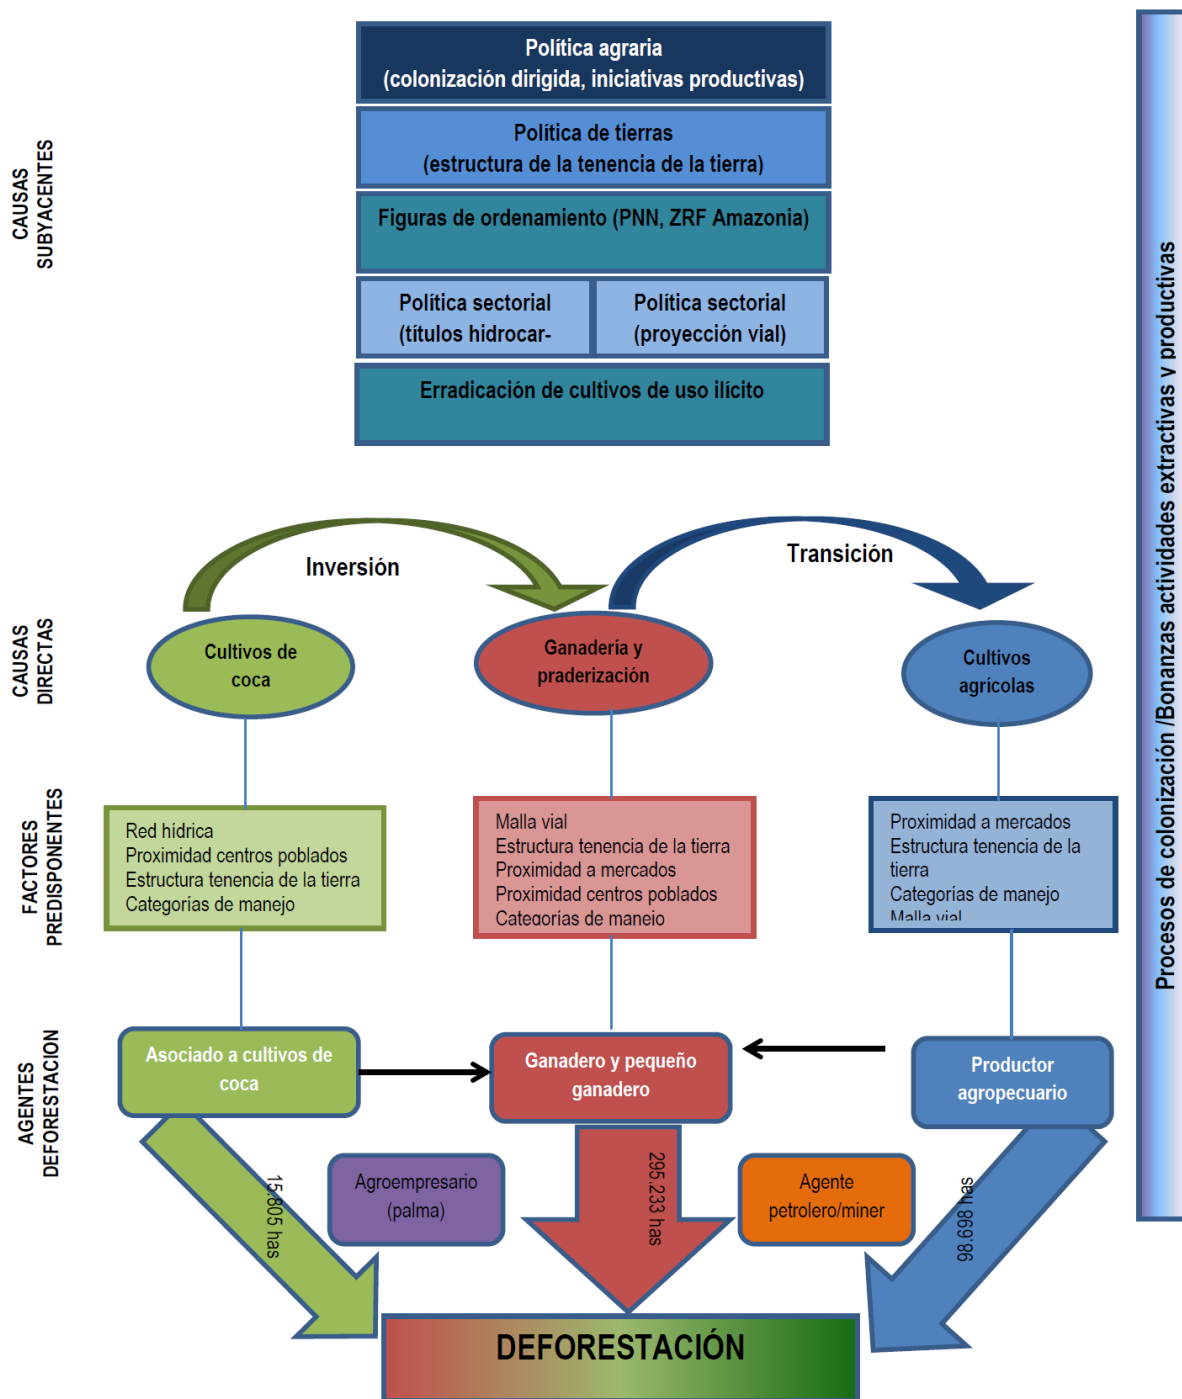 Política agraria
(colonización dirigida, iniciativas productivas)
Política de tierras
(estructura de la tenencia de la tierra)
Figuras de ordenamiento (PNN, ZRF Amazonia)
Política sectorial
(títulos hidrocar-
Política sectorial
(proyección vial)
Erradicación de cultivos de uso ilícito
CAUSAS
SUBYACENTES
Procesos de colonización /Bonanzas actividades extractivas y productivas
Inversión
Transición
CAUSAS
DIRECTAS
Cultivos de
coca
Ganadería y
praderización
Cultivos
agrícolas
FACTORES
PREDISPONENTES
Red hídrica
Proximidad centros poblados
Estructura tenencia de la tierra
Categorías de manejo
Malla vial
Estructura tenencia de la tierra
Proximidad a mercados
Proximidad centros poblados
Categorías de manejo
Proximidad a mercados
Estructura tenencia de la
tierra
Categorías de manejo
Malla vial
AGENTES
DEFORESTACION
Asociado a cultivos de
coca
Ganadero y pequeño
ganadero
Productor
agropecuario
15.805 has
Agroempresario
(palma)
295.233 has
Agente
petrolero/miner
98.998 has
DEFORESTACIÓN